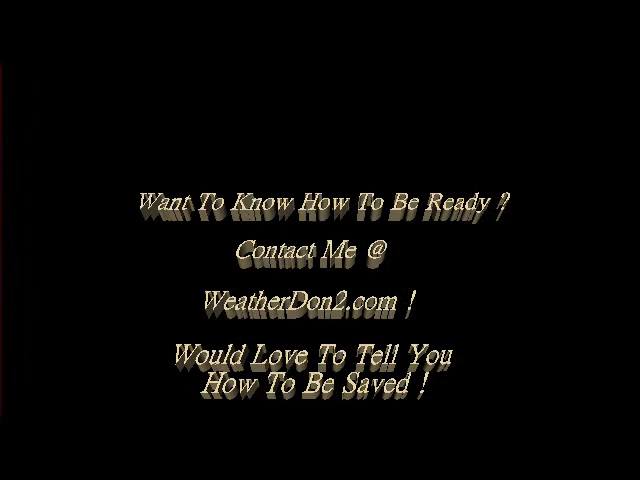 Want To Know How To Be Ready ?
Contact Me @
WeatherDon2.com !
Would Love To Tell You
How To Be Saved !